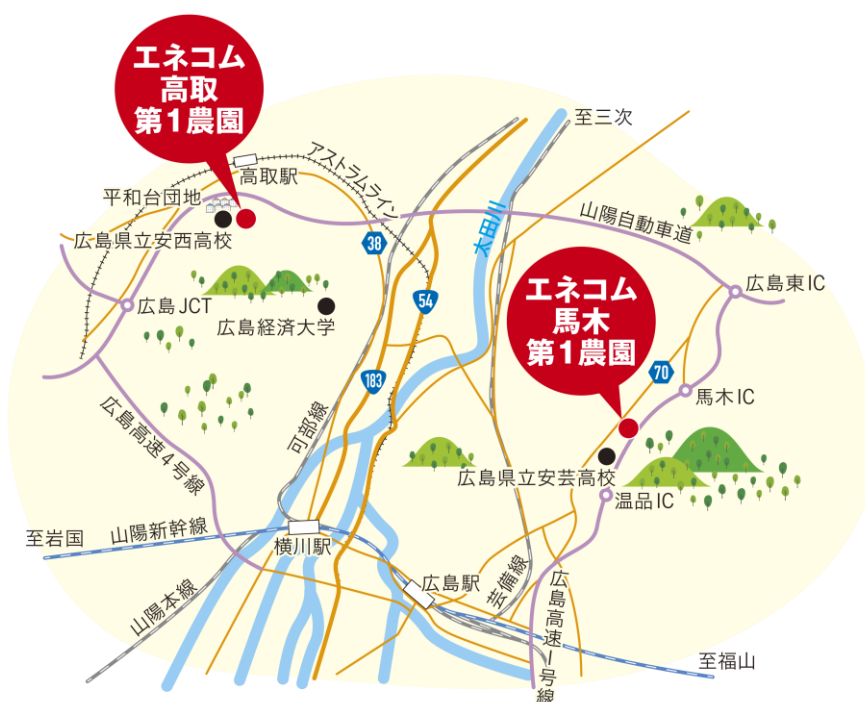 エネコム
高取
第1農園
至三次
アストラムライン
高取駅
平和台団地
太田川
山陽自動車道
広島県立安西高校
38
広島東IC
エネコム
馬木
第1農園
広島JCT
54
広島経済大学
70
183
馬木IC
可部線
広島高速4号線
広島県立安芸高校
温品IC
至岩国
山陽新幹線
横川駅
広島駅
芸備線
山陽本線
広島高速1号線
至福山